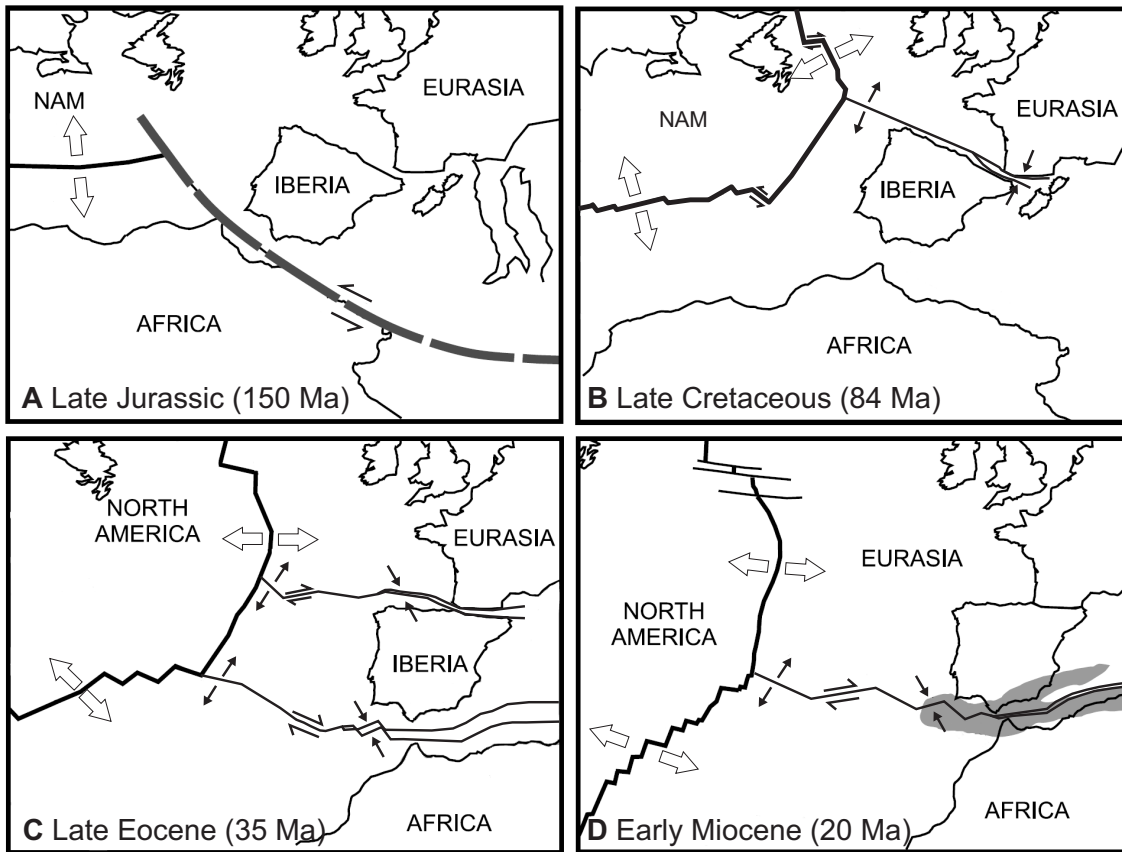 NAM
EURASIA
IBERIA
AFRICA
A Late Jurassic (150 Ma)
NAM
EURASIA
IBERIA
AFRICA
B Late Cretaceous (84 Ma)
NORTH
AMERICA
EURASIA
IBERIA
AFRICA
C Late Eocene (35 Ma)
EURASIA
NORTH
AMERICA
AFRICA
D Early Miocene (20 Ma)